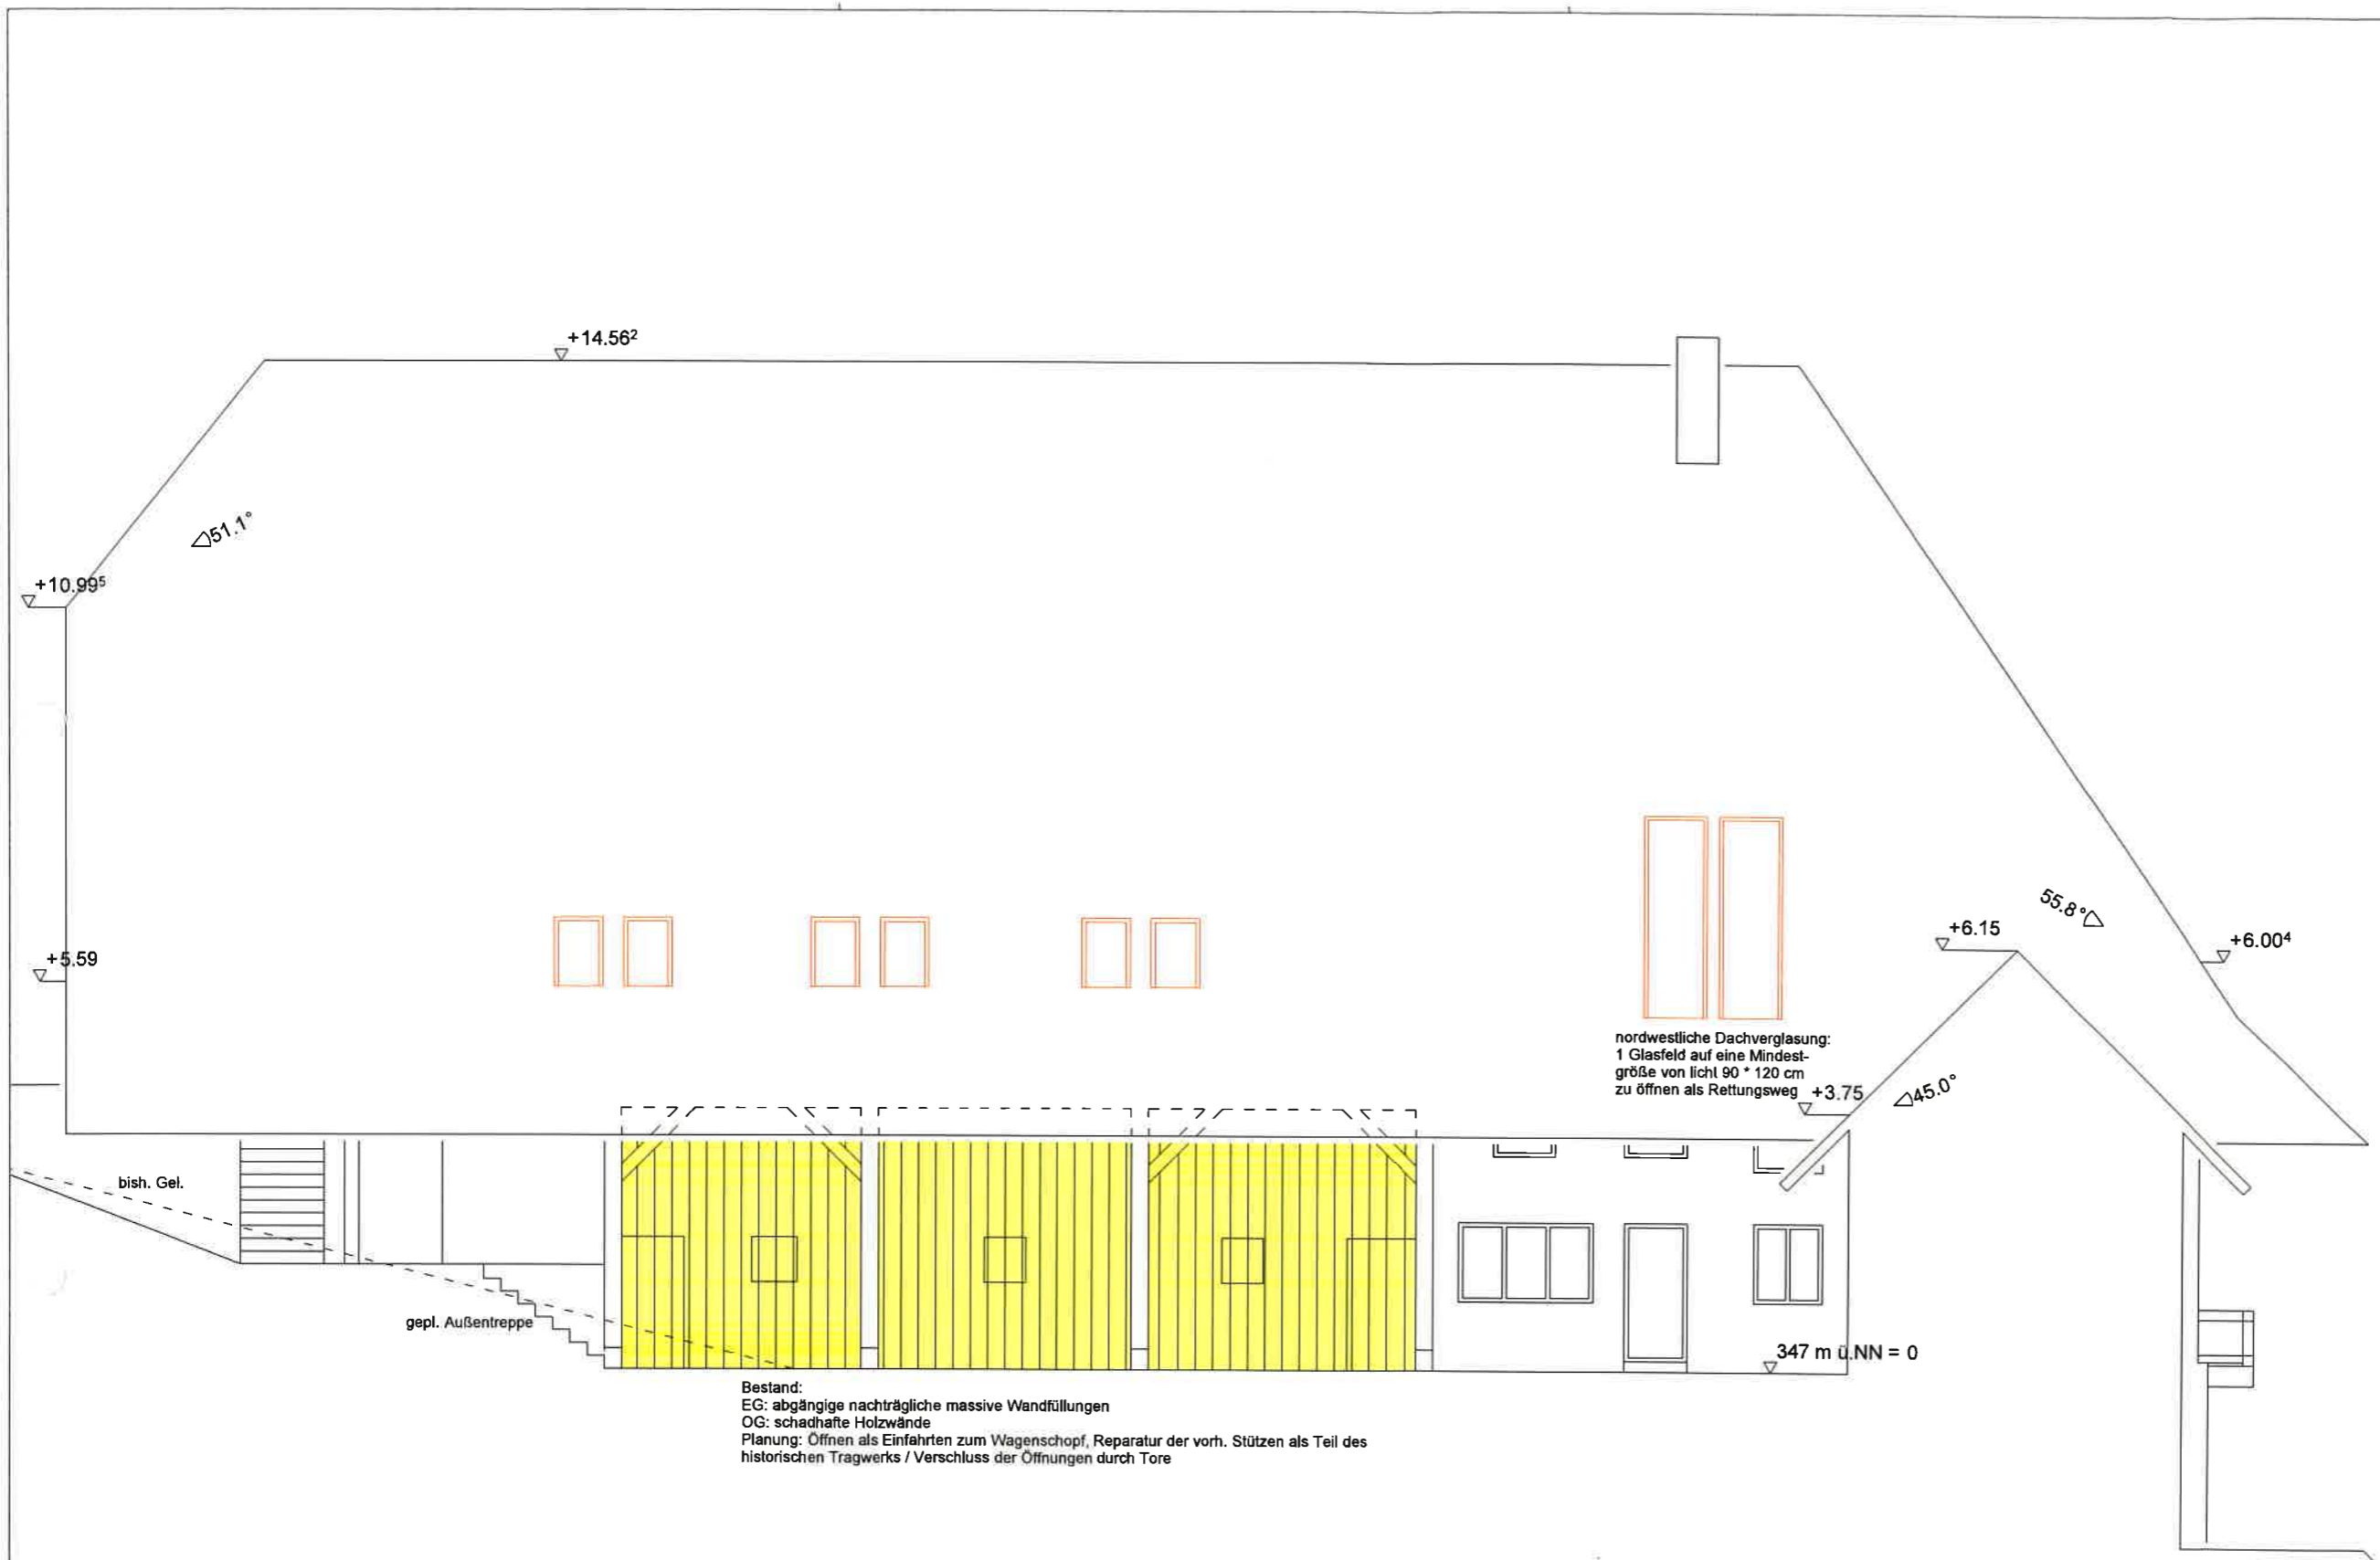 +14.56²
51.1°
+10.99⁵
+5.59
55.8°
+6.15
+6.00⁴
nordwestliche Dachverglasung:
1 Glasfeld auf eine Mindest-
größe von licht 90 * 120 cm
zu öffnen als Rettungsweg
+3.75
45.0°
bish. Gel.
gepl. Außentreppe
347 m ü.NN = 0
Bestand:
EG: abgängige nachträgliche massive Wandfüllungen
OG: schadhafte Holzwände
Planung: Öffnen als Einfahrten zum Wagenschopf, Reparatur der vorh. Stützen als Teil des
historischen Tragwerks / Verschluss der Öffnungen durch Tore